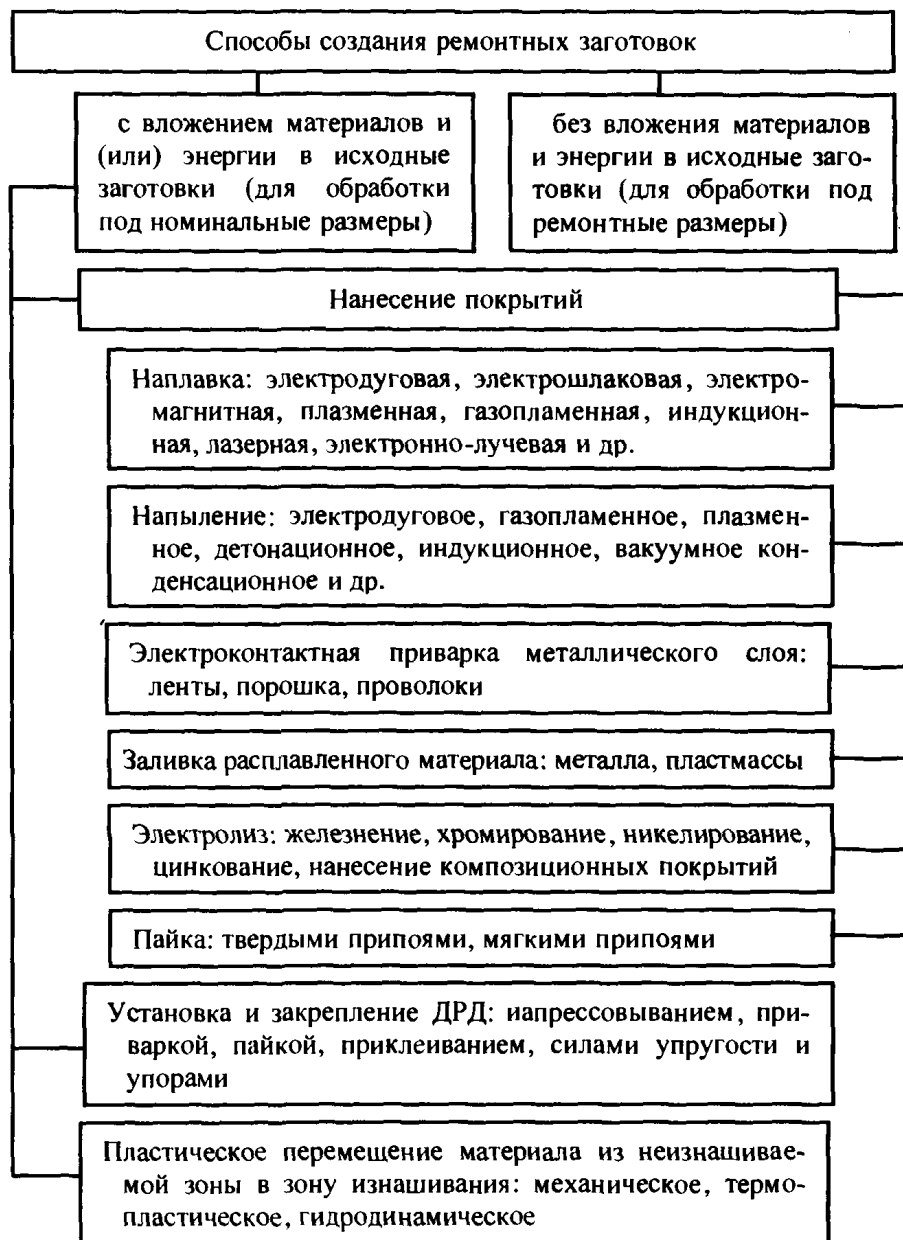 Способы создания ремонтных заготовок
с вложением материалов и
(или) энергии в исходные
заготовки (для обработки
под номинальные размеры)
без вложения материалов
и энергии в исходные заго-
товки (для обработки под
ремонтные размеры)
Нанесение покрытий
Наплавка: электродуговая, электрошлаковая, электро-
магнитная, плазменная, газопламенная, индукцион-
ная, лазерная, электронно-лучевая и др.
Напыление: электродуговое, газопламенное, плазмен-
ное, детонационное, индукционное, вакуумное кон-
денсационное и др.
Электроконтактная приварка металлического слоя:
ленты, порошка, проволоки
Заливка расплавленного материала: металла, пластмассы
Электролиз: железнение, хромирование, никелирование,
цинкование, нанесение композиционных покрытий
Пайка: твердыми припоями, мягкими припоями
Установка и закрепление ДРД: иапрессовыванием, при-
варкой, пайкой, приклеиванием, силами упругости и
упорами
Пластическое перемещение материала из неизнашивае-
мой зоны в зону изнашивания: механическое, термо-
пластическое, гидродинамическое